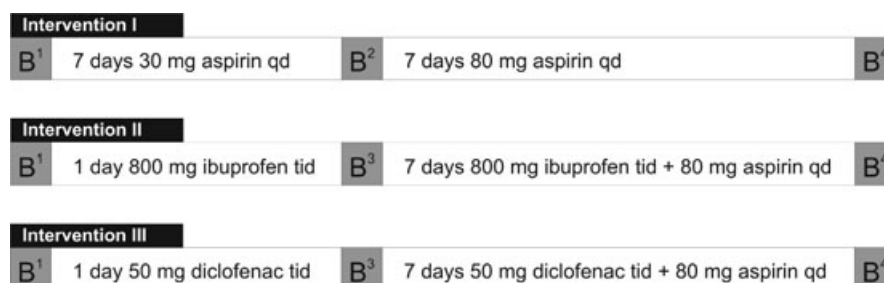 Intervention I
B¹ 7 days 30 mg aspirin qd B² 7 days 80 mg aspirin qd B⁴
Intervention II
B¹ 1 day 800 mg ibuprofen tid B³ 7 days 800 mg ibuprofen tid + 80 mg aspirin qd B⁴
Intervention III
B¹ 1 day 50 mg diclofenac tid B³ 7 days 50 mg diclofenac tid + 80 mg aspirin qd B⁴